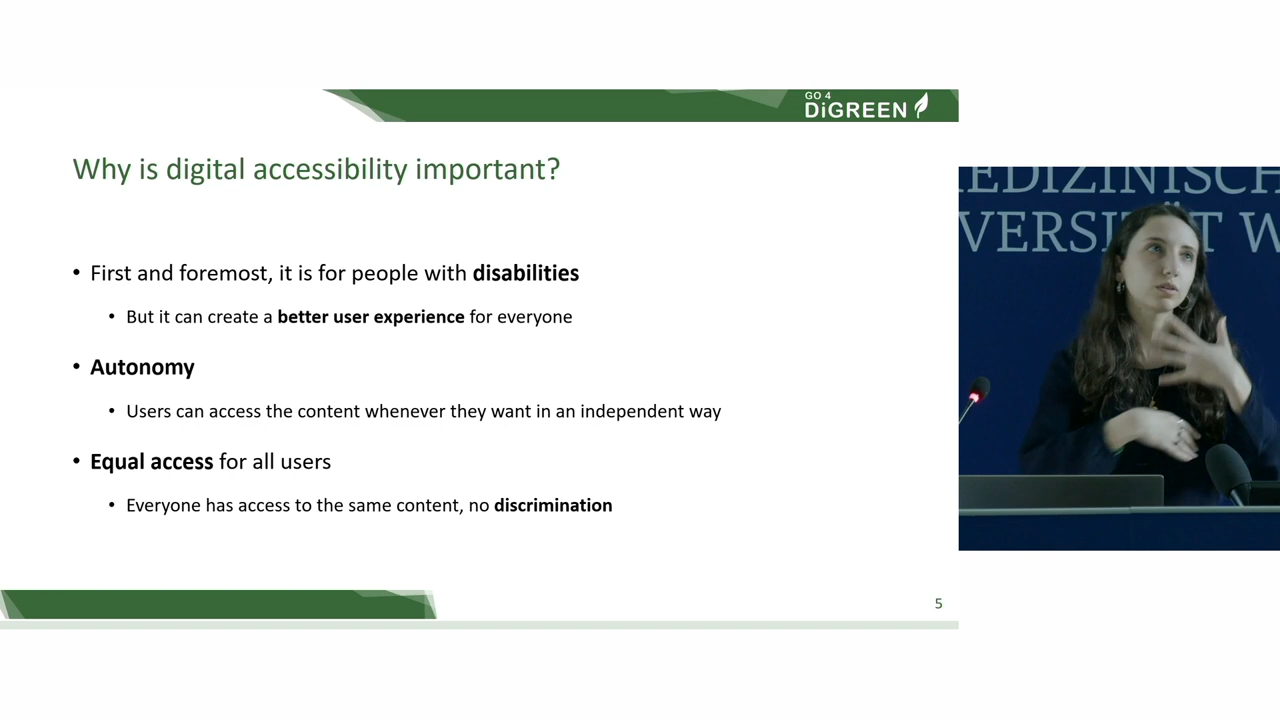 GO 4
DiGREEN
Why is digital accessibility important?
• First and foremost, it is for people with disabilities
• But it can create a better user experience for everyone
• Autonomy
• Users can access the content whenever they want in an independent way
• Equal access for all users
• Everyone has access to the same content, no discrimination
5
EDIZINISCH
VERSITÄT W